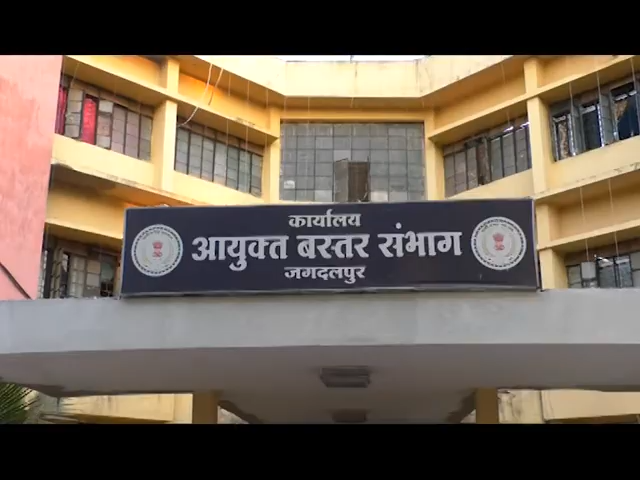 कार्यालय
आयुक्त बस्तर संभाग
जगदलपुर